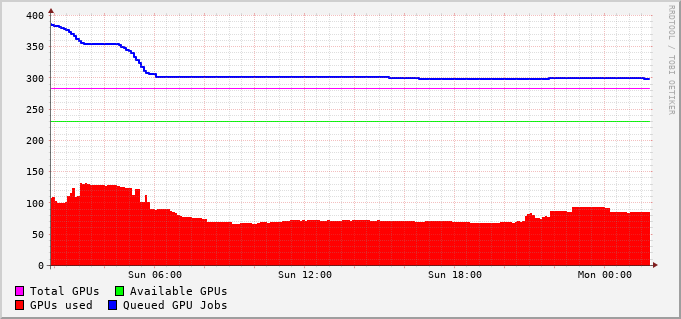 400
350
300
250
200
150
100
50
0
Sun 06:00 Sun 12:00 Sun 18:00 Mon 00:00
Total GPUs Available GPUs
GPUs used Queued GPU Jobs
RRDTOOL / TOBI OETIKER